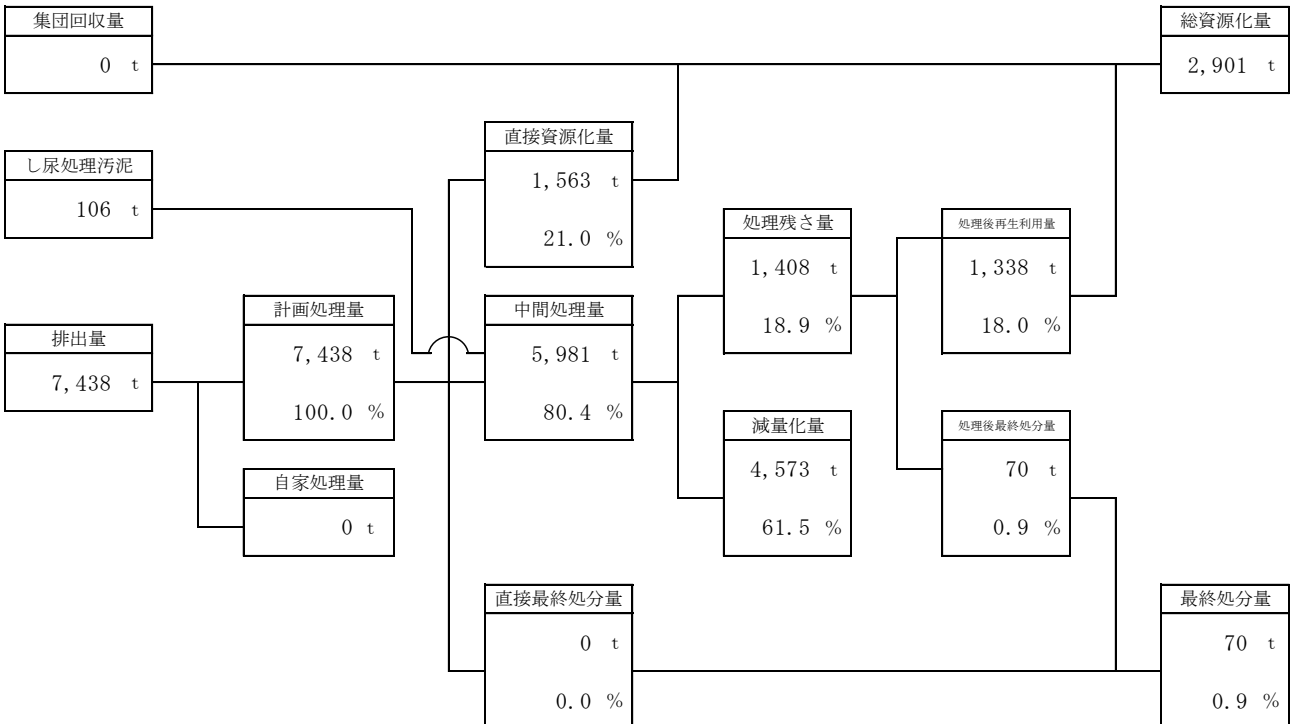 集団回収量
0 t
総資源化量
2,901 t
直接資源化量
1,563 t
21.0 %
し尿処理汚泥
106 t
処理残さ量
1,408 t
18.9 %
処理後再生利用量
1,338 t
18.0 %
排出量
7,438 t
計画処理量
7,438 t
100.0 %
中間処理量
5,981 t
80.4 %
減量化量
4,573 t
61.5 %
処理後最終処分量
70 t
0.9 %
自家処理量
0 t
直接最終処分量
0 t
0.0 %
最終処分量
70 t
0.9 %